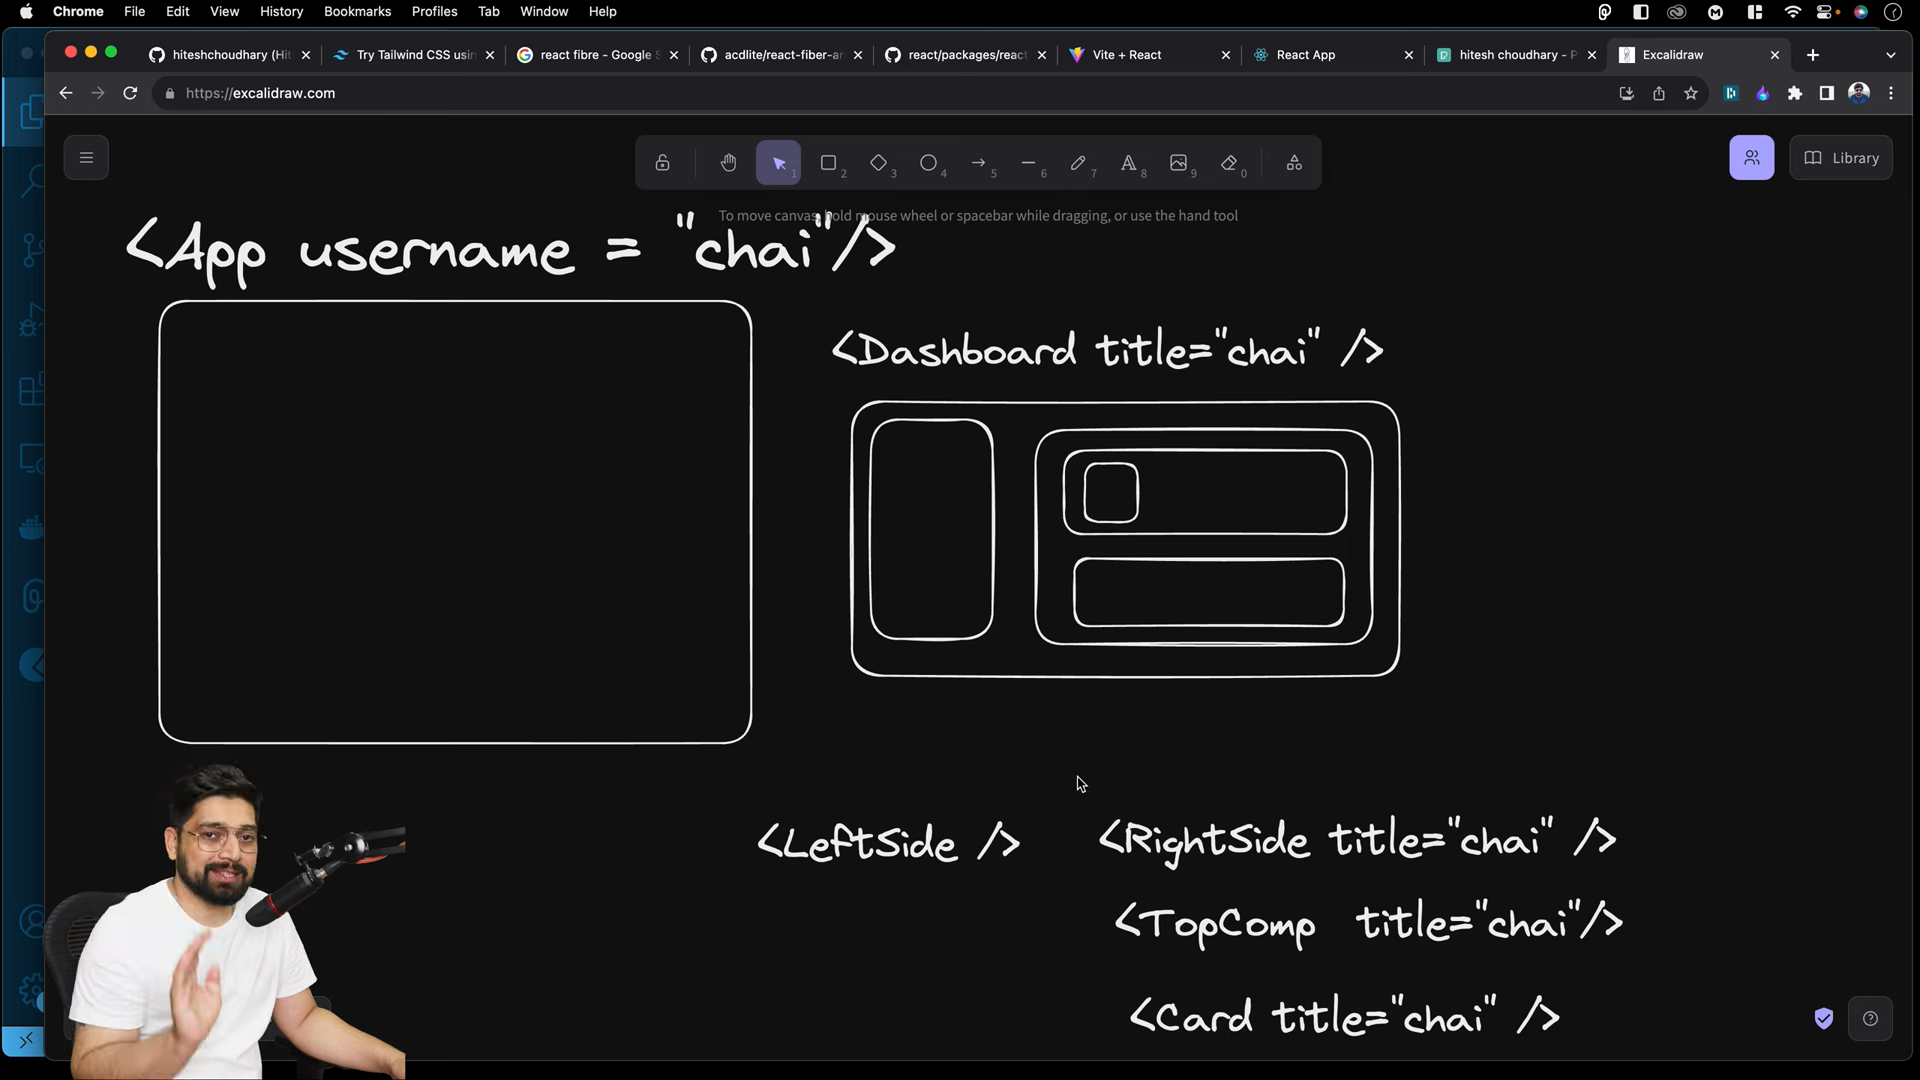 Chrome File Edit View History Bookmarks Profiles Tab Window Help
hiteshchoudhary (Hit
Try Tailwind CSS usin
react fibre - Google S
acdlite/react-fiber-ar
react/packages/react
Vite + React
React App
hitesh choudhary - P
Excalidraw
https://excalidraw.com
1 2 3 4 5 6 7 8 9 0
Library
To move canvas, hold mouse wheel or spacebar while dragging, or use the hand tool
<App username = "chai"/>
<Dashboard title="chai" />
<LeftSide />
<RightSide title="chai" />
<TopComp title="chai"/>
<Card title="chai" />